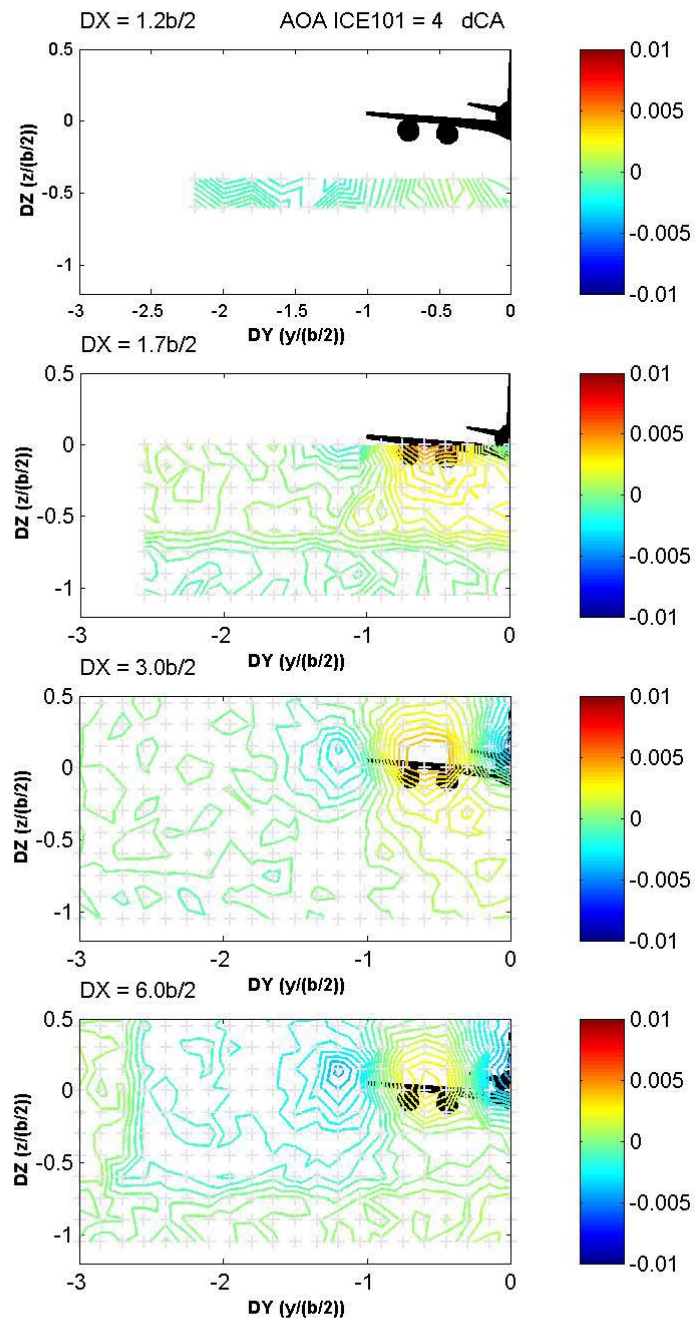 DX = 1.2b/2 AOA ICE101 = 4 dCA
0.5
0
-0.5
-1
DZ (z/(b/2))
-3 -2.5 -2 -1.5 -1 -0.5 0
DY (y/(b/2))
0.01
0.005
0
-0.005
-0.01
DX = 1.7b/2
0.5
0
-0.5
-1
DZ (z/(b/2))
-3 -2 -1 0
DY (y/(b/2))
0.01
0.005
0
-0.005
-0.01
DX = 3.0b/2
0.5
0
-0.5
-1
DZ (z/(b/2))
-3 -2 -1 0
DY (y/(b/2))
0.01
0.005
0
-0.005
-0.01
DX = 6.0b/2
0.5
0
-0.5
-1
DZ (z/(b/2))
-3 -2 -1 0
DY (y/(b/2))
0.01
0.005
0
-0.005
-0.01